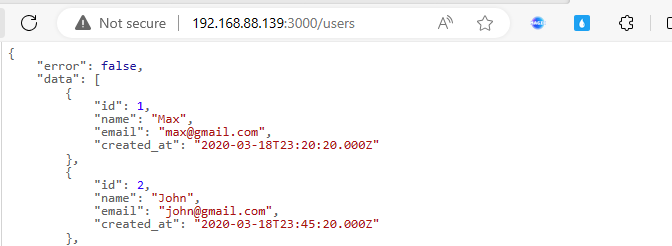 Not secure 192.168.88.139:3000/users
{
    "error": false,
    "data": [
        {
            "id": 1,
            "name": "Max",
            "email": "max@gmail.com",
            "created_at": "2020-03-18T23:20:20.000Z"
        },
        {
            "id": 2,
            "name": "John",
            "email": "john@gmail.com",
            "created_at": "2020-03-18T23:45:20.000Z"
        },